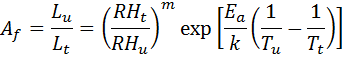 A_f = L_u / L_t = (RH_t / RH_u)^m exp [E_a / k (1 / T_u − 1 / T_t)]